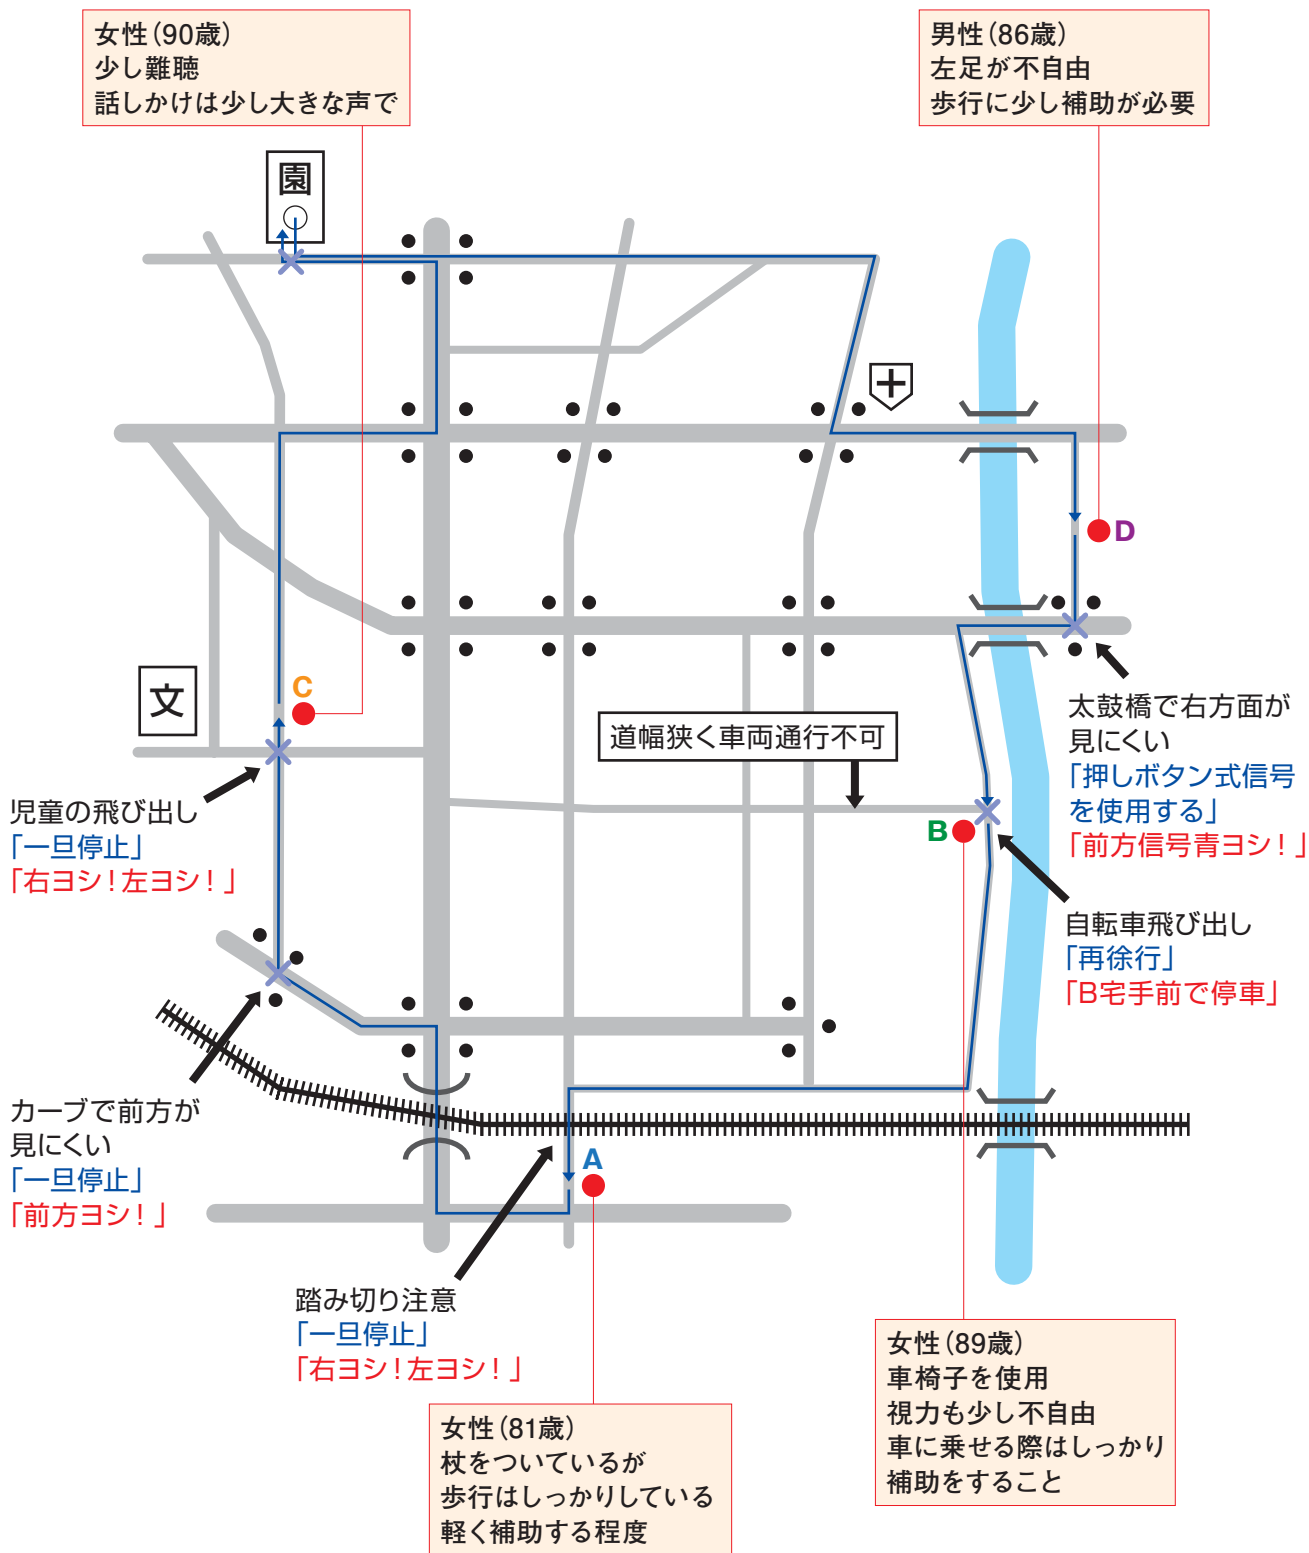 女性（90歳）
少し難聴
話しかけは少し大きな声で
男性（86歳）
左足が不自由
歩行に少し補助が必要
園
D
文
C
道幅狭く車両通行不可
B
太鼓橋で右方面が
見にくい
「押しボタン式信号
を使用する」
「前方信号青ヨシ！」
児童の飛び出し
「一旦停止」
「右ヨシ！左ヨシ！」
自転車飛び出し
「再徐行」
「B宅手前で停車」
カーブで前方が
見にくい
「一旦停止」
「前方ヨシ！」
A
踏み切り注意
「一旦停止」
「右ヨシ！左ヨシ！」
女性（89歳）
車椅子を使用
視力も少し不自由
車に乗せる際はしっかり
補助をすること
女性（81歳）
杖をついているが
歩行はしっかりしている
軽く補助する程度